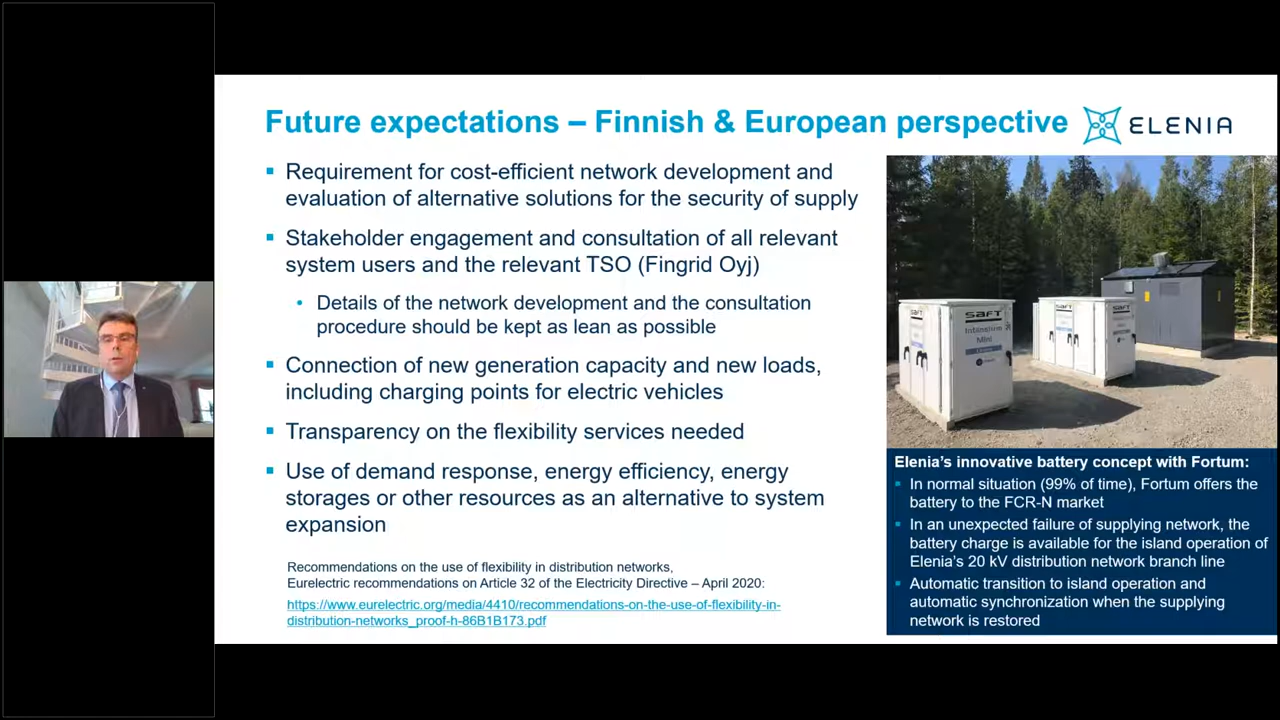 Future expectations – Finnish & European perspective
ELENIA
Requirement for cost-efficient network development and
evaluation of alternative solutions for the security of supply
Stakeholder engagement and consultation of all relevant
system users and the relevant TSO (Fingrid Oyj)
Details of the network development and the consultation
procedure should be kept as lean as possible
Connection of new generation capacity and new loads,
including charging points for electric vehicles
Transparency on the flexibility services needed
Use of demand response, energy efficiency, energy
storages or other resources as an alternative to system
expansion
Recommendations on the use of flexibility in distribution networks,
Eurelectric recommendations on Article 32 of the Electricity Directive – April 2020:
https://www.eurelectric.org/media/4410/recommendations-on-the-use-of-flexibility-in-
distribution-networks_proof-h-86B1B173.pdf
SAFT
Intensium
Mini
SAFT
Elenia's innovative battery concept with Fortum:
In normal situation (99% of time), Fortum offers the
battery to the FCR-N market
In an unexpected failure of supplying network, the
battery charge is available for the island operation of
Elenia's 20 kV distribution network branch line
Automatic transition to island operation and
automatic synchronization when the supplying
network is restored